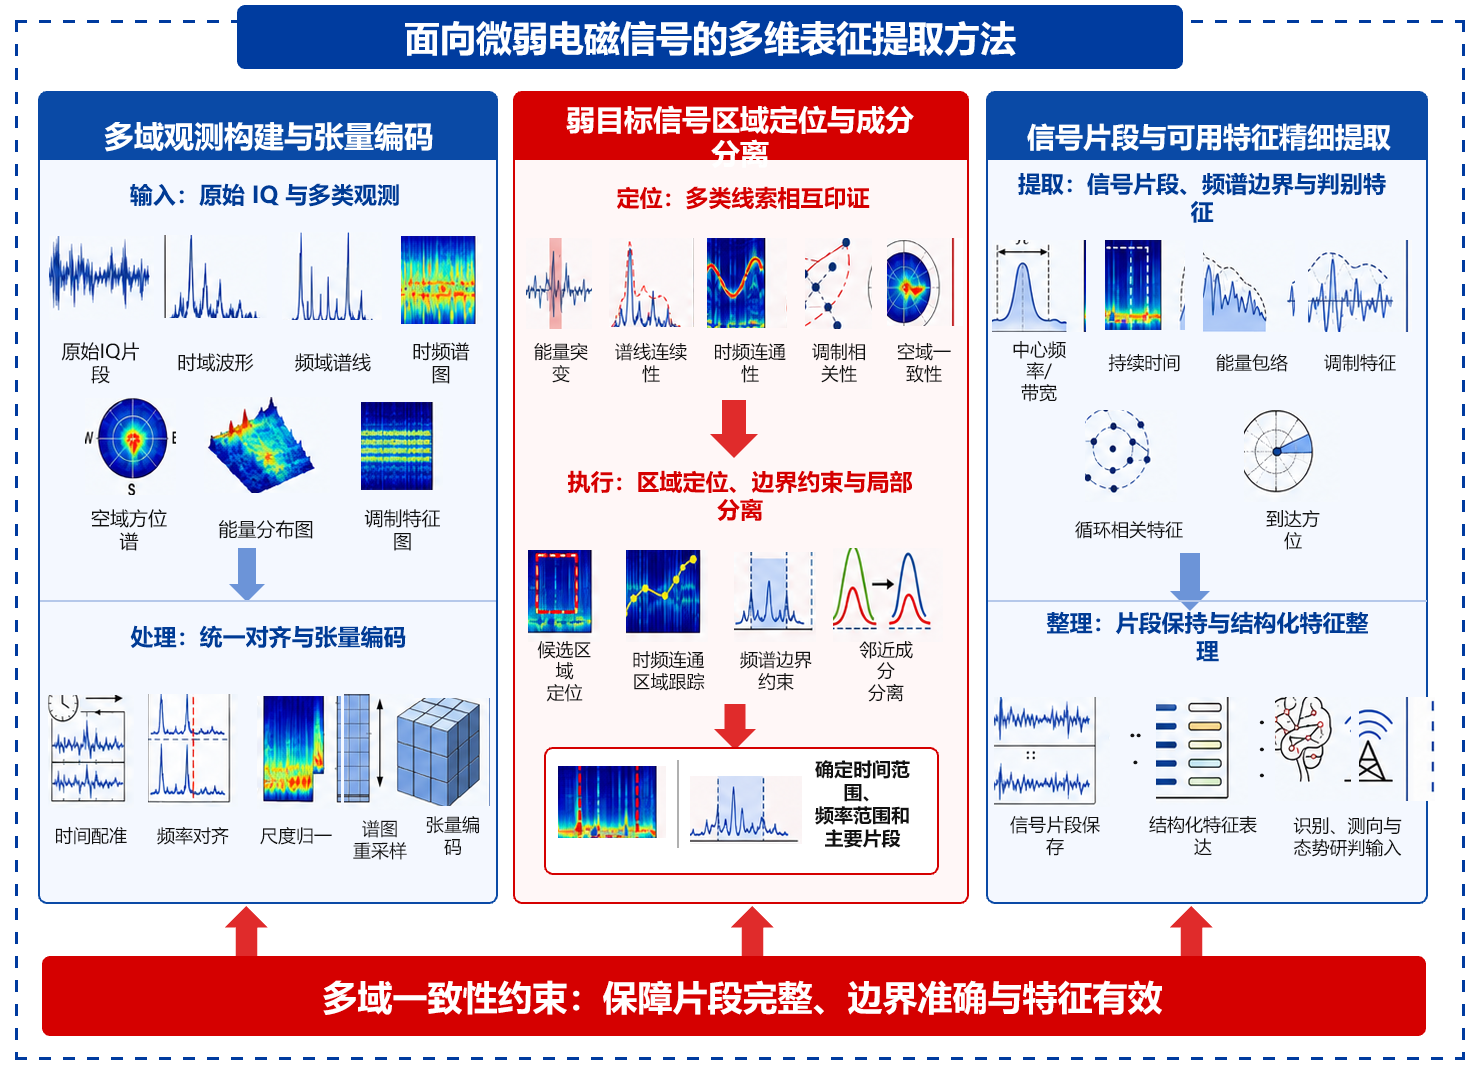 面向微弱电磁信号的多维表征提取方法
多域观测构建与张量编码
输入：原始 IQ 与多类观测
原始IQ片
段
时域波形
频域谱线
时频谱
图
N
E
S
空域方位
谱
能量分布图
调制特征
图
处理：统一对齐与张量编码
时间配准
频率对齐
尺度归一
谱图
重采样
张量编
码
弱目标信号区域定位与成分
分离
定位：多类线索相互印证
能量突
变
谱线连续
性
时频连通
性
调制相
关性
空域一
致性
执行：区域定位、边界约束与局部
分离
候选区
域
定位
时频连通
区域跟踪
频谱边界
约束
邻近成
分
分离
确定时间范
围、
频率范围和
主要片段
信号片段与可用特征精细提取
提取：信号片段、频谱边界与判别特
征
中心频
率/
带宽
持续时间
能量包络
调制特征
循环相关特征
到达方
位
整理：片段保持与结构化特征整
理
信号片段保
存
结构化特征表
达
识别、测向与
态势研判输入
多域一致性约束：保障片段完整、边界准确与特征有效